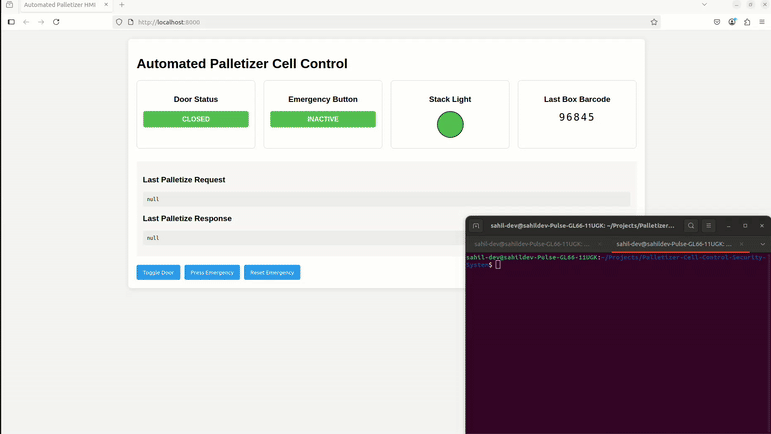 Automated Palletizer HMI
http://localhost:8000
Automated Palletizer Cell Control
Door Status
CLOSED
Emergency Button
INACTIVE
Stack Light
Last Box Barcode
96845
Last Palletize Request
null
Last Palletize Response
null
Toggle Door
Press Emergency
Reset Emergency
sahil-dev@sahildev-Pulse-GL66-11UGK: ~/Projects/Palletizer...
sahil-dev@sahildev-Pulse-GL66-11UGK: ~/Projects/Palletizer...
sahil-dev@sahildev-Pulse-GL66-11UGK: ...
sahil-dev@sahildev-Pulse-GL66-11UGK:~/Projects/Palletizer-Cell-Control-Security-
System$